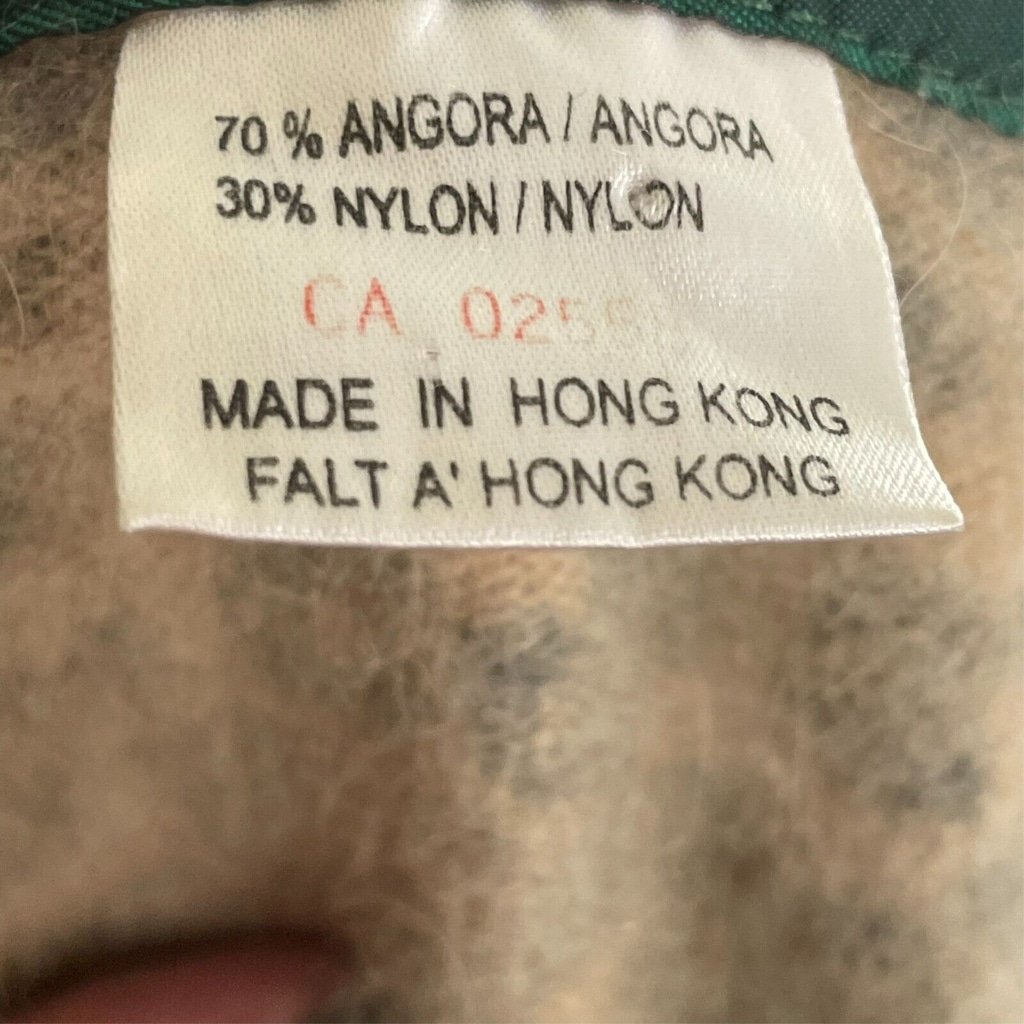 70 % ANGORA / ANGORA
30% NYLON / NYLON
CA
MADE IN HONG KONG
FALT A' HONG KONG